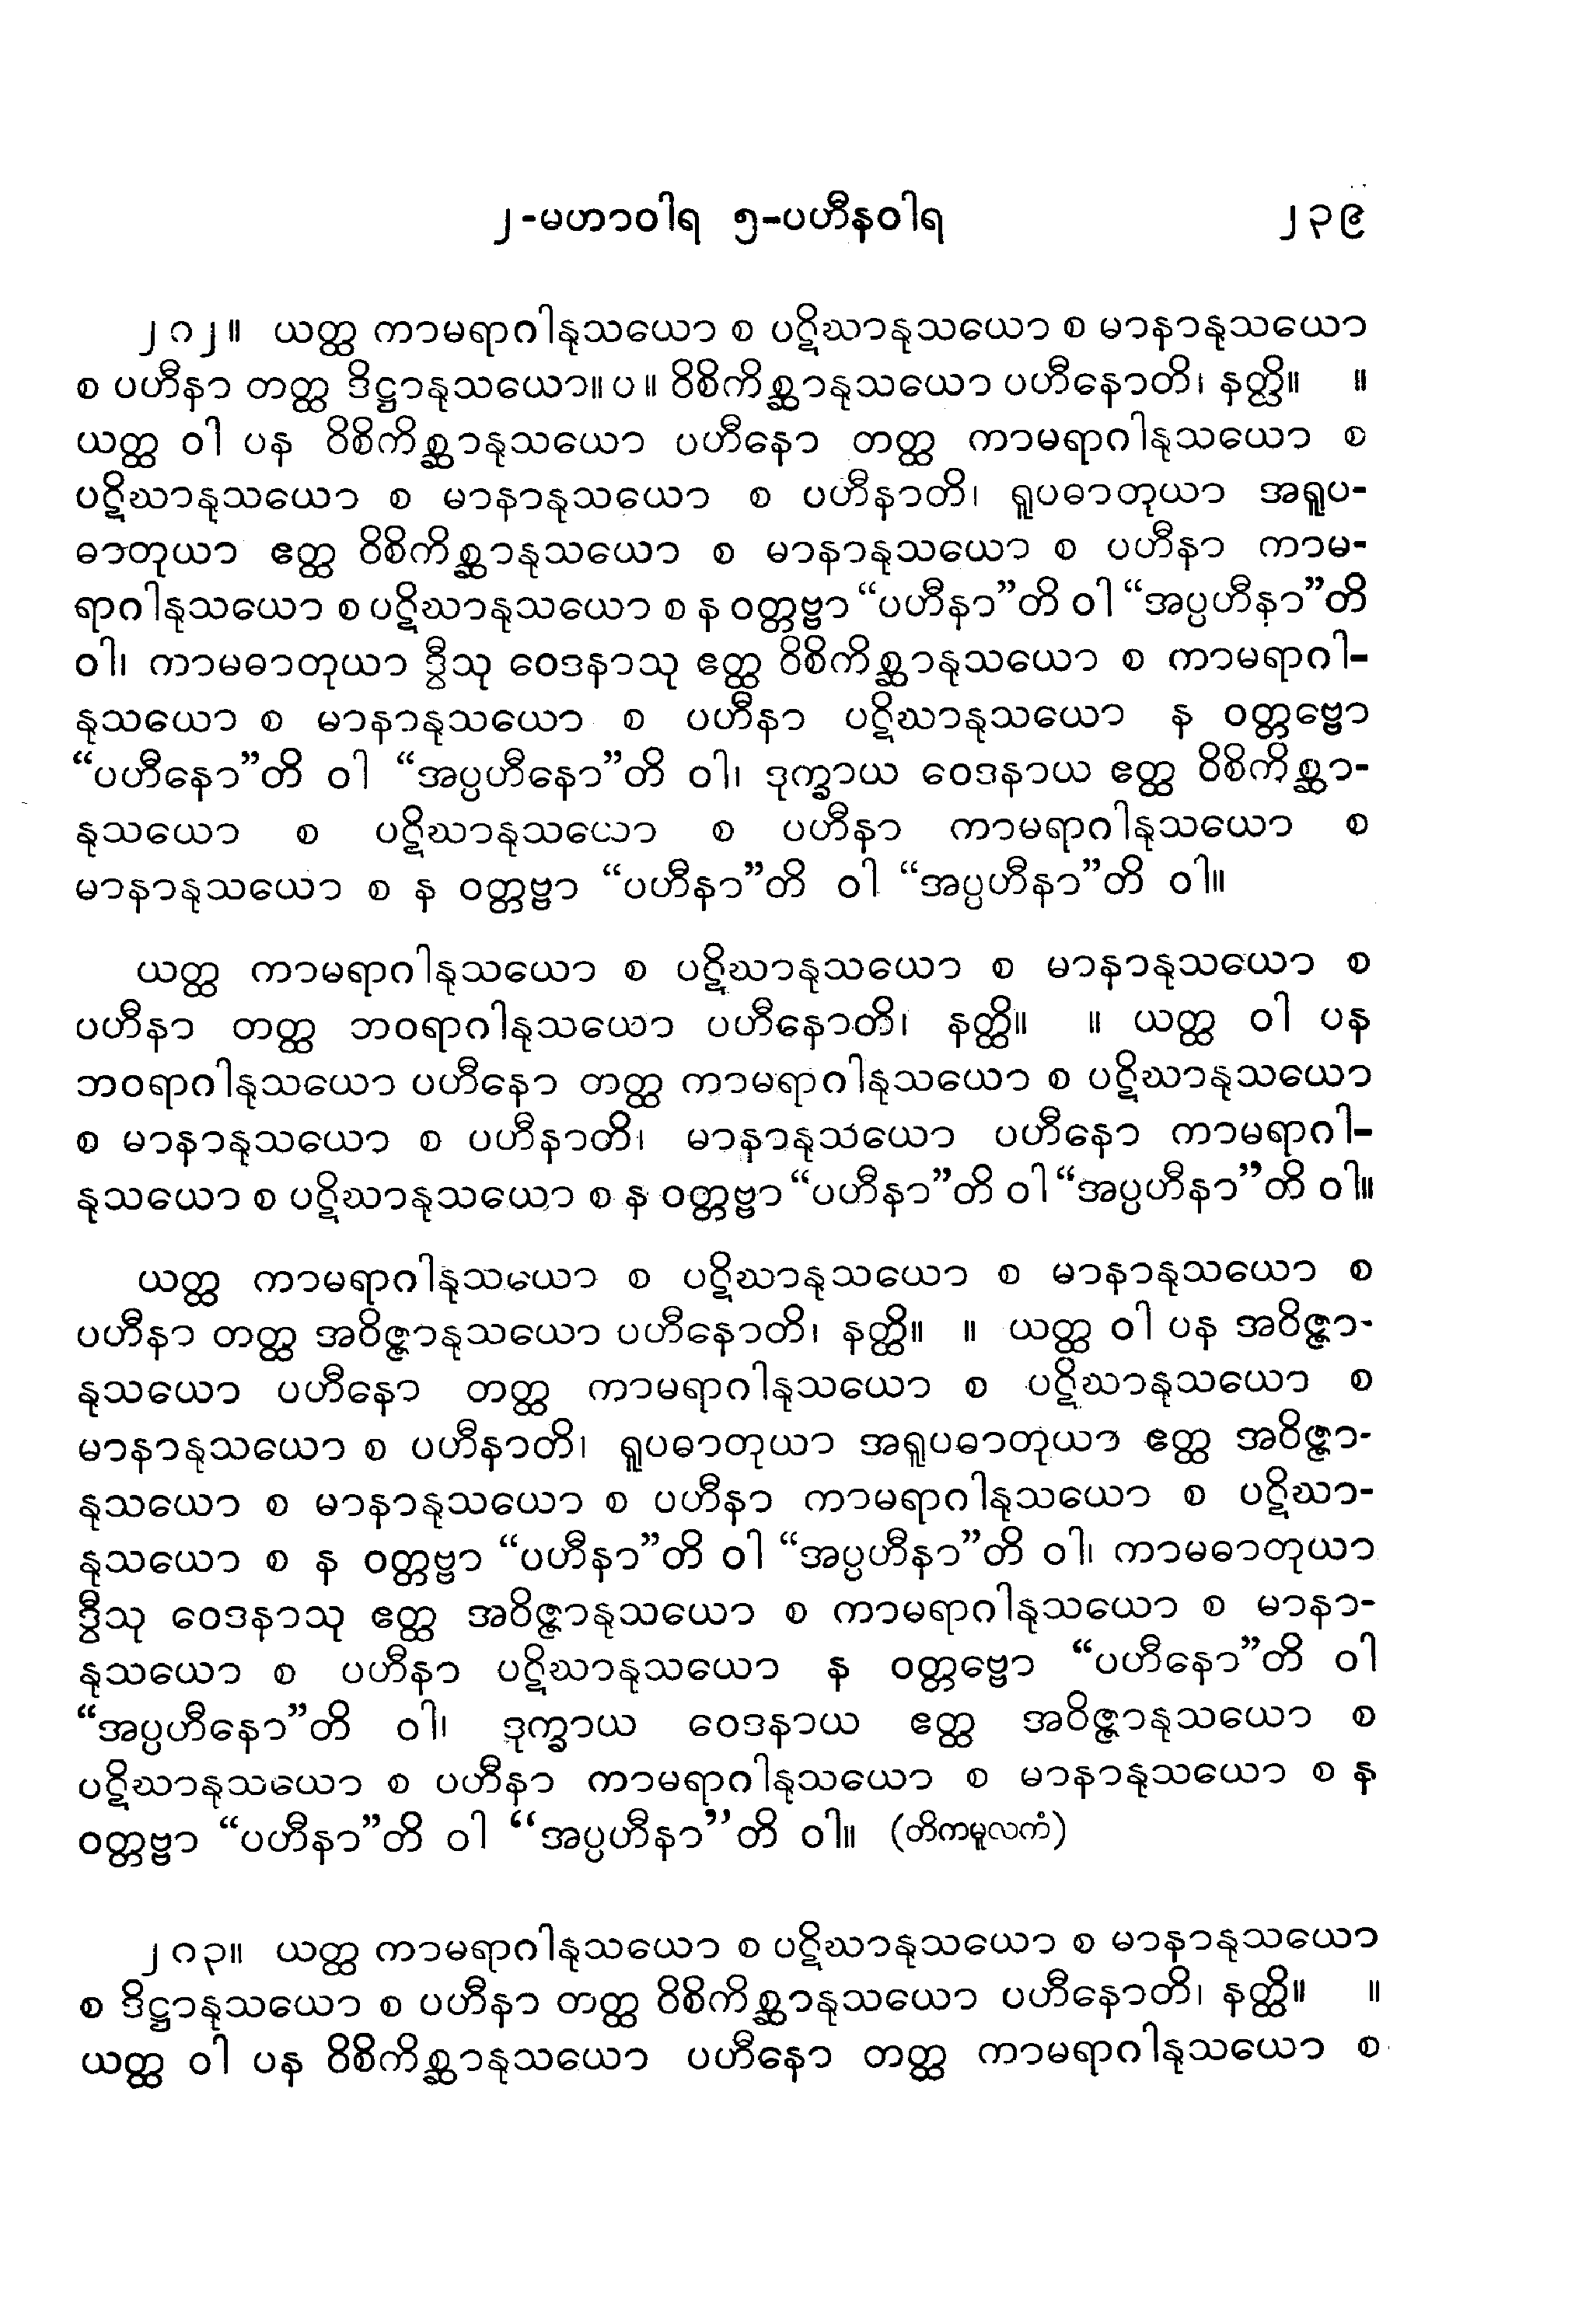 ၂-မဟာဝါရ ၅-ပဟီနဝါရ ၂၃၉
၂၀၂။ ယတ္ထ ကာမရာဂါနုသယော စ ပဋိဃာနုသယော စ မာနာနုသယော
စ ပဟီနာ တတ္ထ ဒိဋ္ဌာနုသယော။ပ။ ဝိစိကိစ္ဆာနုသယော ပဟီနောတိ၊ နတ္ထိ။ ။
ယတ္ထ ဝါ ပန ဝိစိကိစ္ဆာနုသယော ပဟီနော တတ္ထ ကာမရာဂါနုသယော စ
ပဋိဃာနုသယော စ မာနာနုသယော စ ပဟီနာတိ၊ ရူပဓာတုယာ အရူပ-
ဓာတုယာ ဧတ္ထ ဝိစိကိစ္ဆာနုသယော စ မာနာနုသယော စ ပဟီနာ ကာမ-
ရာဂါနုသယော စ ပဋိဃာနုသယော စ န ဝတ္တဗ္ဗာ “ပဟီနာ”တိ ဝါ “အပ္ပဟီနာ”တိ
ဝါ၊ ကာမဓာတုယာ ဒွီသု ဝေဒနာသု ဧတ္ထ ဝိစိကိစ္ဆာနုသယော စ ကာမရာဂါ-
နုသယော စ မာနာနုသယော စ ပဟီနာ ပဋိဃာနုသယော န ဝတ္တဗ္ဗော
“ပဟီနော”တိ ဝါ “အပ္ပဟီနော”တိ ဝါ၊ ဒုက္ခာယ ဝေဒနာယ ဧတ္ထ ဝိစိကိစ္ဆာ-
နုသယော စ ပဋိဃာနုသယော စ ပဟီနာ ကာမရာဂါနုသယော စ
မာနာနုသယော စ န ဝတ္တဗ္ဗာ “ပဟီနာ”တိ ဝါ “အပ္ပဟီနာ”တိ ဝါ။
ယတ္ထ ကာမရာဂါနုသယော စ ပဋိဃာနုသယော စ မာနာနုသယော စ
ပဟီနာ တတ္ထ ဘဝရာဂါနုသယော ပဟီနောတိ၊ နတ္ထိ။ ။ ယတ္ထ ဝါ ပန
ဘဝရာဂါနုသယော ပဟီနော တတ္ထ ကာမရာဂါနုသယော စ ပဋိဃာနုသယော
စ မာနာနုသယော စ ပဟီနာတိ၊ မာနာနုသယော ပဟီနော ကာမရာဂါ-
နုသယော စ ပဋိဃာနုသယော စ န ဝတ္တဗ္ဗာ “ပဟီနာ”တိ ဝါ “အပ္ပဟီနာ”တိ ဝါ။
ယတ္ထ ကာမရာဂါနုသယော စ ပဋိဃာနုသယော စ မာနာနုသယော စ
ပဟီနာ တတ္ထ အဝိဇ္ဇာနုသယော ပဟီနောတိ၊ နတ္ထိ။ ။ ယတ္ထ ဝါ ပန အဝိဇ္ဇာ-
နုသယော ပဟီနော တတ္ထ ကာမရာဂါနုသယော စ ပဋိဃာနုသယော စ
မာနာနုသယော စ ပဟီနာတိ၊ ရူပဓာတုယာ အရူပဓာတုယာ ဧတ္ထ အဝိဇ္ဇာ-
နုသယော စ မာနာနုသယော စ ပဟီနာ ကာမရာဂါနုသယော စ ပဋိဃာ-
နုသယော စ န ဝတ္တဗ္ဗာ “ပဟီနာ”တိ ဝါ “အပ္ပဟီနာ”တိ ဝါ၊ ကာမဓာတုယာ
ဒွီသု ဝေဒနာသု ဧတ္ထ အဝိဇ္ဇာနုသယော စ ကာမရာဂါနုသယော စ မာနာ-
နုသယော စ ပဟီနာ ပဋိဃာနုသယော န ဝတ္တဗ္ဗော “ပဟီနော”တိ ဝါ
“အပ္ပဟီနော”တိ ဝါ၊ ဒုက္ခာယ ဝေဒနာယ ဧတ္ထ အဝိဇ္ဇာနုသယော စ
ပဋိဃာနုသယော စ ပဟီနာ ကာမရာဂါနုသယော စ မာနာနုသယော စ န
ဝတ္တဗ္ဗာ “ပဟီနာ”တိ ဝါ “အပ္ပဟီနာ”တိ ဝါ။ (တိကမူလကံ)
၂၀၃။ ယတ္ထ ကာမရာဂါနုသယော စ ပဋိဃာနုသယော စ မာနာနုသယော
စ ဒိဋ္ဌာနုသယော စ ပဟီနာ တတ္ထ ဝိစိကိစ္ဆာနုသယော ပဟီနောတိ၊ နတ္ထိ။ ။
ယတ္ထ ဝါ ပန ဝိစိကိစ္ဆာနုသယော ပဟီနော တတ္ထ ကာမရာဂါနုသယော စ